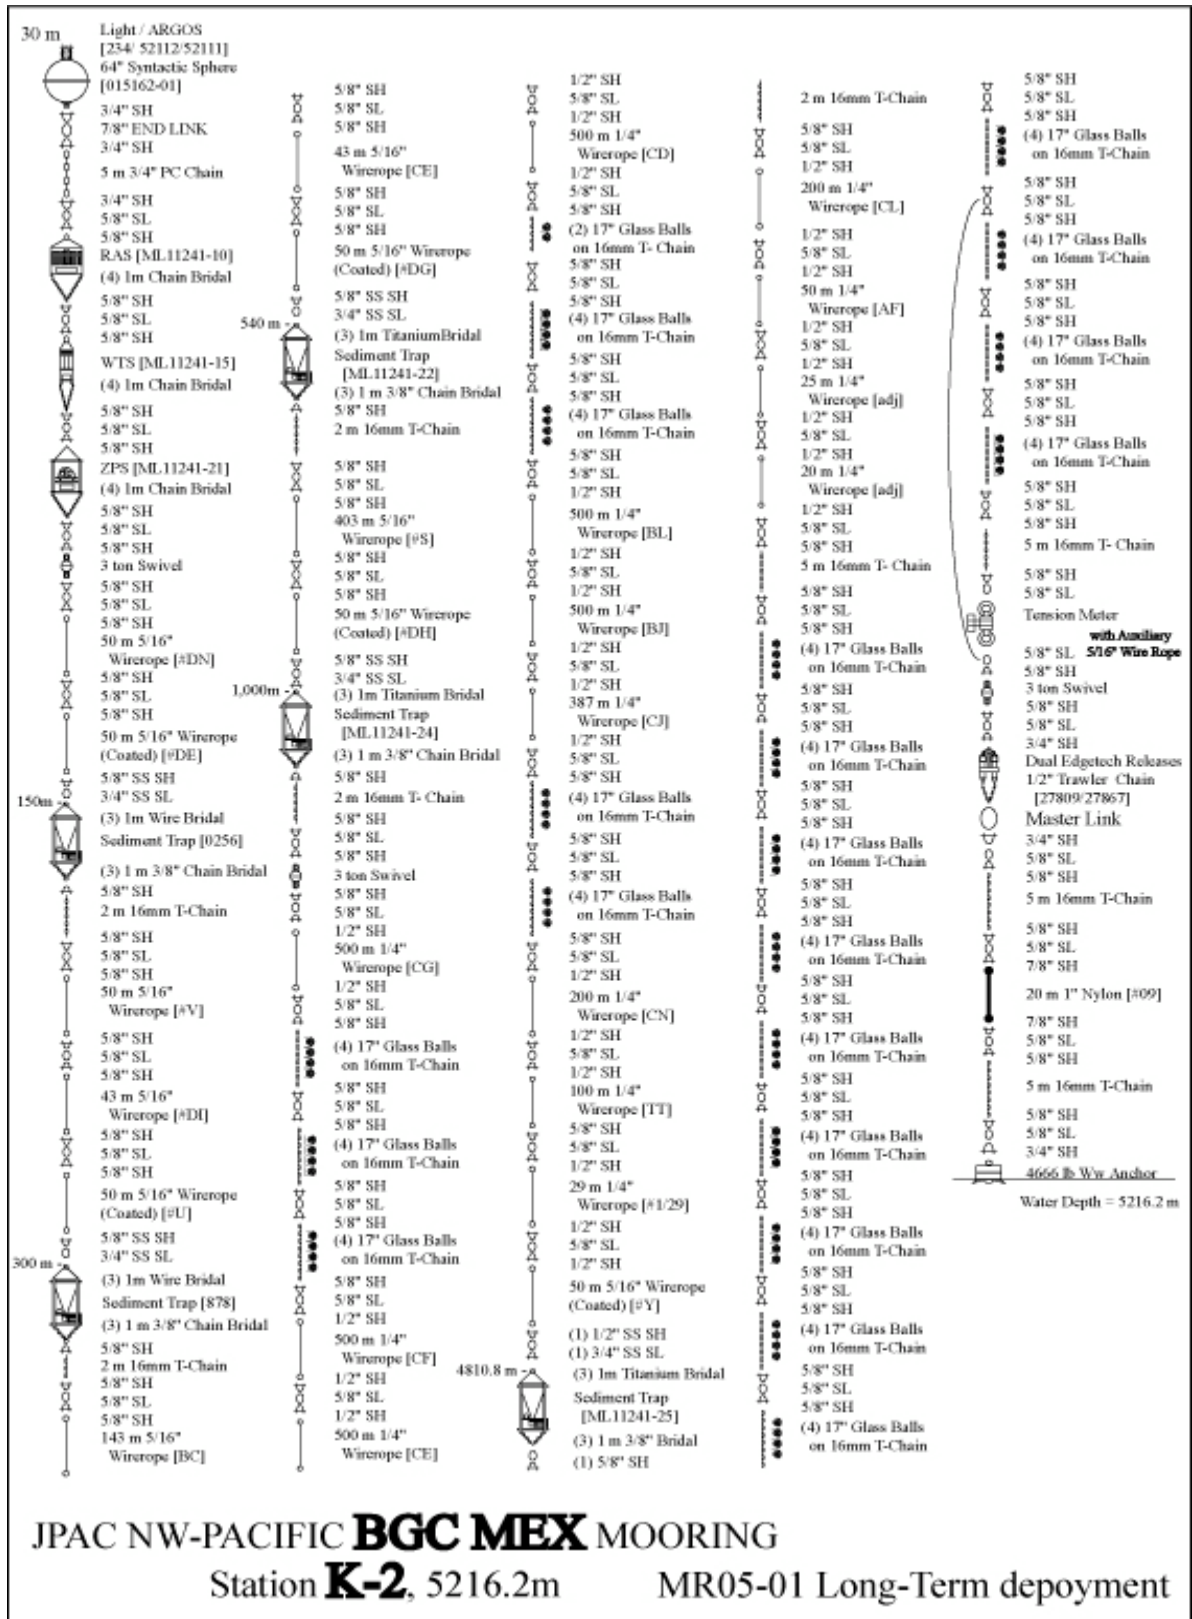 30 m
Light / ARGOS
[234/ 52112/52111]
64" Syntactic Sphere
[015162-01]
3/4" SH
7/8" END LINK
3/4" SH
5 m 3/4" PC Chain
3/4" SH
5/8" SL
5/8" SH
RAS [ML11241-10]
(4) 1m Chain Bridal
5/8" SH
5/8" SL
5/8" SH
WTS [ML11241-15]
(4) 1m Chain Bridal
5/8" SH
5/8" SL
5/8" SH
ZPS [ML11241-21]
(4) 1m Chain Bridal
5/8" SH
5/8" SL
5/8" SH
3 ton Swivel
5/8" SH
5/8" SL
5/8" SH
50 m 5/16"
Wirerope [#DN]
5/8" SH
5/8" SL
5/8" SH
50 m 5/16" Wirerope
(Coated) [#DE]
5/8" SS SH
3/4" SS SL
150m
(3) 1m Wire Bridal
Sediment Trap [0256]
(3) 1 m 3/8" Chain Bridal
5/8" SH
2 m 16mm T-Chain
5/8" SH
5/8" SL
5/8" SH
50 m 5/16"
Wirerope [#V]
5/8" SH
5/8" SL
5/8" SH
43 m 5/16"
Wirerope [#DI]
5/8" SH
5/8" SL
5/8" SH
50 m 5/16" Wirerope
(Coated) [#U]
5/8" SS SH
3/4" SS SL
300 m
(3) 1m Wire Bridal
Sediment Trap [878]
(3) 1 m 3/8" Chain Bridal
5/8" SH
2 m 16mm T-Chain
5/8" SH
5/8" SL
5/8" SH
143 m 5/16"
Wirerope [BC]
5/8" SH
5/8" SL
5/8" SH
43 m 5/16"
Wirerope [CE]
5/8" SH
5/8" SL
5/8" SH
50 m 5/16" Wirerope
(Coated) [#DG]
5/8" SS SH
3/4" SS SL
540 m
(3) 1m TitaniumBridal
Sediment Trap
[ML11241-22]
(3) 1 m 3/8" Chain Bridal
5/8" SH
2 m 16mm T-Chain
5/8" SH
5/8" SL
5/8" SH
403 m 5/16"
Wirerope [#S]
5/8" SH
5/8" SL
5/8" SH
50 m 5/16" Wirerope
(Coated) [#DH]
5/8" SS SH
3/4" SS SL
1,000m
(3) 1m Titanium Bridal
Sediment Trap
[ML11241-24]
(3) 1 m 3/8" Chain Bridal
5/8" SH
2 m 16mm T- Chain
5/8" SH
5/8" SL
5/8" SH
3 ton Swivel
5/8" SH
5/8" SL
1/2" SH
500 m 1/4"
Wirerope [CG]
1/2" SH
5/8" SL
5/8" SH
(4) 17" Glass Balls
on 16mm T-Chain
5/8" SH
5/8" SL
5/8" SH
(4) 17" Glass Balls
on 16mm T-Chain
5/8" SH
5/8" SL
5/8" SH
(4) 17" Glass Balls
on 16mm T-Chain
5/8" SH
5/8" SL
1/2" SH
500 m 1/4"
Wirerope [CF]
1/2" SH
5/8" SL
1/2" SH
500 m 1/4"
Wirerope [CE]
1/2" SH
5/8" SL
1/2" SH
500 m 1/4"
Wirerope [CD]
1/2" SH
5/8" SL
5/8" SH
(2) 17" Glass Balls
on 16mm T- Chain
5/8" SH
5/8" SL
5/8" SH
(4) 17" Glass Balls
on 16mm T-Chain
5/8" SH
5/8" SL
5/8" SH
(4) 17" Glass Balls
on 16mm T-Chain
5/8" SH
5/8" SL
1/2" SH
500 m 1/4"
Wirerope [BL]
1/2" SH
5/8" SL
1/2" SH
500 m 1/4"
Wirerope [BJ]
1/2" SH
5/8" SL
1/2" SH
387 m 1/4"
Wirerope [CJ]
1/2" SH
5/8" SL
5/8" SH
(4) 17" Glass Balls
on 16mm T-Chain
5/8" SH
5/8" SL
5/8" SH
(4) 17" Glass Balls
on 16mm T-Chain
5/8" SH
5/8" SL
1/2" SH
200 m 1/4"
Wirerope [CN]
1/2" SH
5/8" SL
1/2" SH
100 m 1/4"
Wirerope [TT]
5/8" SH
5/8" SL
1/2" SH
29 m 1/4"
Wirerope [#1/29]
1/2" SH
5/8" SL
1/2" SH
50 m 5/16" Wirerope
(Coated) [#Y]
(1) 1/2" SS SH
(1) 3/4" SS SL
4810.8 m
(3) 1m Titanium Bridal
Sediment Trap
[ML11241-25]
(3) 1 m 3/8" Bridal
(1) 5/8" SH
2 m 16mm T-Chain
5/8" SH
5/8" SL
1/2" SH
200 m 1/4"
Wirerope [CL]
1/2" SH
5/8" SL
1/2" SH
50 m 1/4"
Wirerope [AF]
1/2" SH
5/8" SL
1/2" SH
25 m 1/4"
Wirerope [adj]
1/2" SH
5/8" SL
1/2" SH
20 m 1/4"
Wirerope [adj]
1/2" SH
5/8" SL
5/8" SH
5 m 16mm T-Chain
5/8" SH
5/8" SL
5/8" SH
(4) 17" Glass Balls
on 16mm T-Chain
5/8" SH
5/8" SL
5/8" SH
(4) 17" Glass Balls
on 16mm T-Chain
5/8" SH
5/8" SL
5/8" SH
(4) 17" Glass Balls
on 16mm T-Chain
5/8" SH
5/8" SL
5/8" SH
(4) 17" Glass Balls
on 16mm T-Chain
5/8" SH
5/8" SL
5/8" SH
(4) 17" Glass Balls
on 16mm T-Chain
5/8" SH
5/8" SL
5/8" SH
(4) 17" Glass Balls
on 16mm T-Chain
5/8" SH
5/8" SL
5/8" SH
(4) 17" Glass Balls
on 16mm T-Chain
5/8" SH
5/8" SL
5/8" SH
(4) 17" Glass Balls
on 16mm T-Chain
5/8" SH
5/8" SL
5/8" SH
(4) 17" Glass Balls
on 16mm T-Chain
5/8" SH
5/8" SL
5/8" SH
(4) 17" Glass Balls
on 16mm T-Chain
5/8" SH
5/8" SL
5/8" SH
(4) 17" Glass Balls
on 16mm T-Chain
5/8" SH
5/8" SL
5/8" SH
(4) 17" Glass Balls
on 16mm T-Chain
5/8" SH
5/8" SL
5/8" SH
(4) 17" Glass Balls
on 16mm T-Chain
5/8" SH
5/8" SL
5/8" SH
5 m 16mm T- Chain
5/8" SH
5/8" SL
Tension Meter
with Auxiliary
5/8" SL 5/16" Wire Rope
5/8" SH
3 ton Swivel
5/8" SH
5/8" SL
3/4" SH
Dual Edgetech Releases
1/2" Trawler Chain
[27809/27867]
Master Link
3/4" SH
5/8" SL
5/8" SH
5 m 16mm T-Chain
5/8" SH
5/8" SL
7/8" SH
20 m 1" Nylon [#09]
7/8" SH
5/8" SL
5/8" SH
5 m 16mm T-Chain
5/8" SH
5/8" SL
3/4" SH
4666 lb Ww Anchor
Water Depth = 5216.2 m
JPAC NW-PACIFIC BGC MEX MOORING
Station K-2, 5216.2m MR05-01 Long-Term depoyment